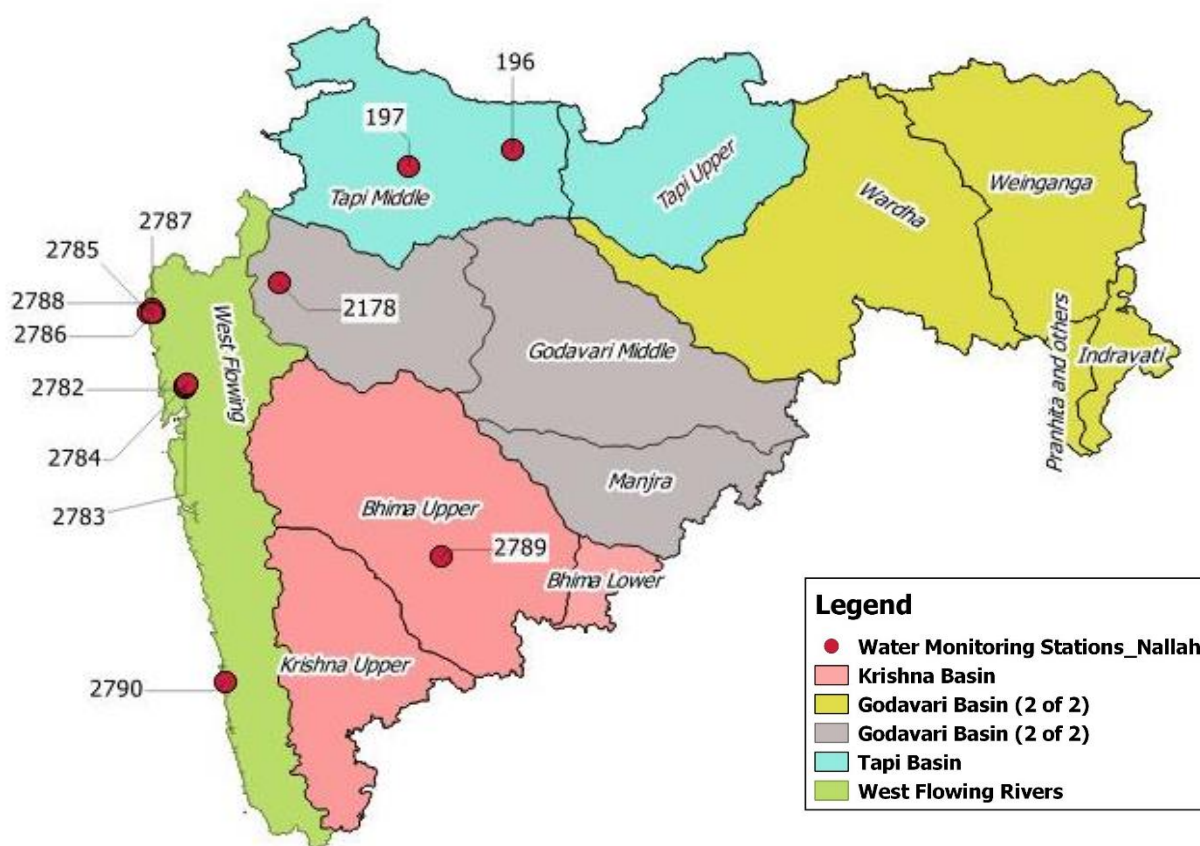 196
197
Tapi Middle
Tapi Upper
Wardha
Weinganga
2787
2785
2788
2786
2178
West Flowing
Godavari Middle
Pranhita and others
Indravati
2782
2784
2783
Manjra
Bhima Upper
2789
Bhima Lower
Krishna Upper
2790
Legend
Water Monitoring Stations_Nallah
Krishna Basin
Godavari Basin (2 of 2)
Godavari Basin (2 of 2)
Tapi Basin
West Flowing Rivers